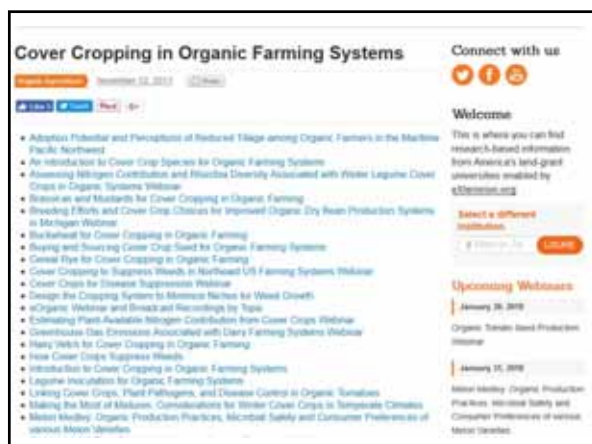 Cover Cropping in Organic Farming Systems
Organic Agriculture
November 12, 2013
Like
Tweet
Adoption Potential and Perceptions of Reduced Tillage among Organic Farmers in the Maritime
Pacific Northwest
An Introduction to Cover Crop Species for Organic Farming Systems
Assessing Nitrogen Contribution and Rhizobia Diversity Associated with Winter Legume Cover
Crops in Organic Systems Webinar
Brassicas and Mustards for Cover Cropping in Organic Farming
Breeding Efforts and Cover Crop Choices for Improved Organic Dry Bean Production Systems
in Michigan Webinar
Buckwheat for Cover Cropping in Organic Farming
Buying and Sourcing Cover Crop Seed for Organic Farming Systems
Cereal Rye for Cover Cropping in Organic Farming
Cover Cropping to Suppress Weeds in Northeast US Farming Systems Webinar
Cover Crops for Disease Suppression Webinar
Design the Cropping System to Minimize Niches for Weed Growth
eOrganic Webinar and Broadcast Recordings by Topic
Estimating Plant-Available Nitrogen Contribution from Cover Crops Webinar
Greenhouse Gas Emissions Associated with Dairy Farming Systems Webinar
Hairy Vetch for Cover Cropping in Organic Farming
How Cover Crops Suppress Weeds
Introduction to Cover Cropping in Organic Farming Systems
Legume Inoculation for Organic Farming Systems
Linking Cover Crops, Plant Pathogens, and Disease Control in Organic Tomatoes
Making the Most of Mixtures: Considerations for Winter Cover Crops in Temperate Climates
Melon Medley: Organic Production Practices, Microbial Safety and Consumer Preferences of
various Melon Varieties
Connect with us
Welcome
This is where you can find
research-based information
from America's land-grant
universities enabled by
eXtension.org
Select a different
institution
LOCATE
Upcoming Webinars
January 2018
Organic Tomato Seed Production
Webinar
January 31, 2018
Melon Medley: Organic Production
Practices, Microbial Safety and
Consumer Preferences of various
Melon Varieties